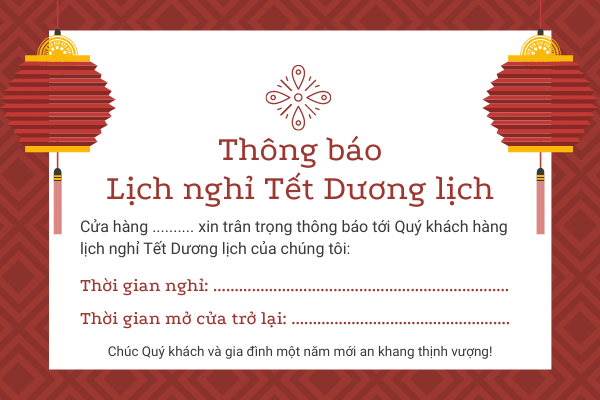 Thông báo
Lịch nghỉ Tết Dương lịch
Cửa hàng .......... xin trân trọng thông báo tới Quý khách hàng
lịch nghỉ Tết Dương lịch của chúng tôi:
Thời gian nghỉ: ....................................................................
Thời gian mở cửa trở lại: ..................................................
Chúc Quý khách và gia đình một năm mới an khang thịnh vượng!